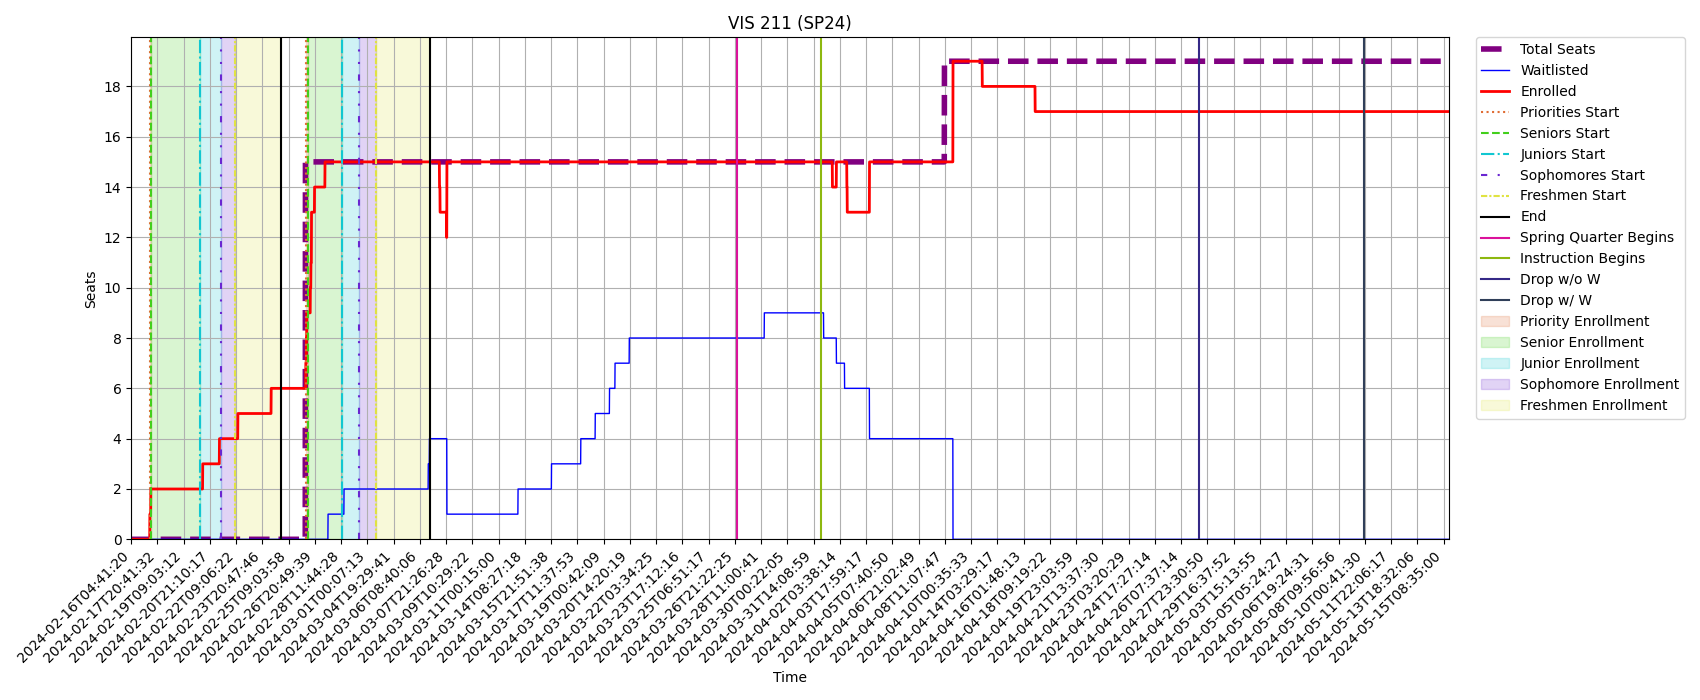 VIS 211 (SP24)
Seats
18
16
14
12
10
8
6
4
2
0
2024-02-16T04:41:20
2024-02-17T20:41:32
2024-02-19T09:03:12
2024-02-20T21:10:17
2024-02-22T09:06:22
2024-02-23T20:47:46
2024-02-25T09:03:58
2024-02-26T20:49:39
2024-02-28T11:44:28
2024-03-01T00:07:13
2024-03-04T19:29:41
2024-03-06T08:40:06
2024-03-07T21:26:28
2024-03-09T10:29:22
2024-03-11T00:15:00
2024-03-14T08:27:18
2024-03-15T21:51:38
2024-03-17T11:37:53
2024-03-19T00:42:09
2024-03-20T14:20:19
2024-03-22T03:34:25
2024-03-23T17:12:16
2024-03-25T06:51:17
2024-03-26T21:22:25
2024-03-28T11:00:41
2024-03-30T00:22:05
2024-03-31T14:08:59
2024-04-02T03:38:14
2024-04-03T17:59:17
2024-04-05T07:40:50
2024-04-06T21:02:49
2024-04-08T11:07:47
2024-04-10T00:35:33
2024-04-14T03:29:17
2024-04-16T01:48:13
2024-04-18T09:19:22
2024-04-19T23:03:59
2024-04-21T13:37:30
2024-04-23T03:20:29
2024-04-24T17:27:14
2024-04-26T07:37:14
2024-04-27T23:30:50
2024-04-29T16:37:52
2024-05-03T15:13:55
2024-05-05T05:24:27
2024-05-06T19:24:31
2024-05-08T09:56:56
2024-05-10T00:41:30
2024-05-11T22:06:17
2024-05-13T18:32:06
2024-05-15T08:35:00
Time
Total Seats
Waitlisted
Enrolled
Priorities Start
Seniors Start
Juniors Start
Sophomores Start
Freshmen Start
End
Spring Quarter Begins
Instruction Begins
Drop w/o W
Drop w/ W
Priority Enrollment
Senior Enrollment
Junior Enrollment
Sophomore Enrollment
Freshmen Enrollment